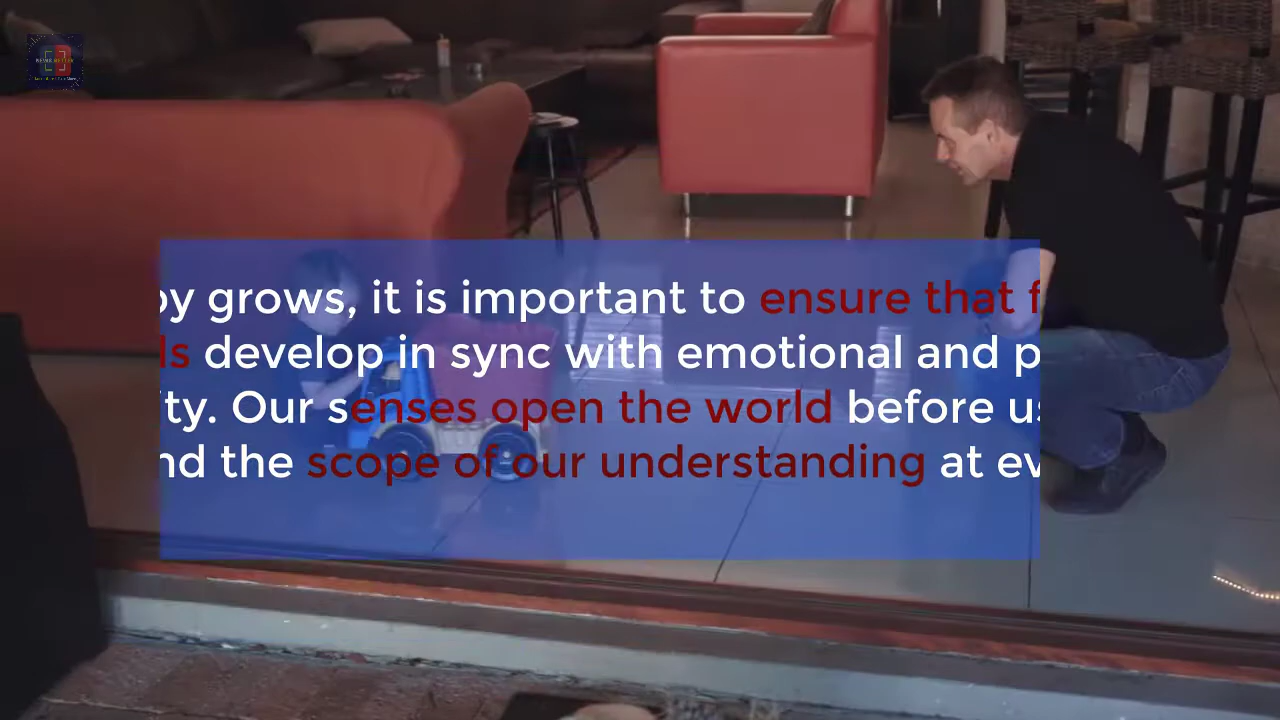 by grows, it is important to ensure that f
ls develop in sync with emotional and p
ity. Our senses open the world before us
nd the scope of our understanding at ev